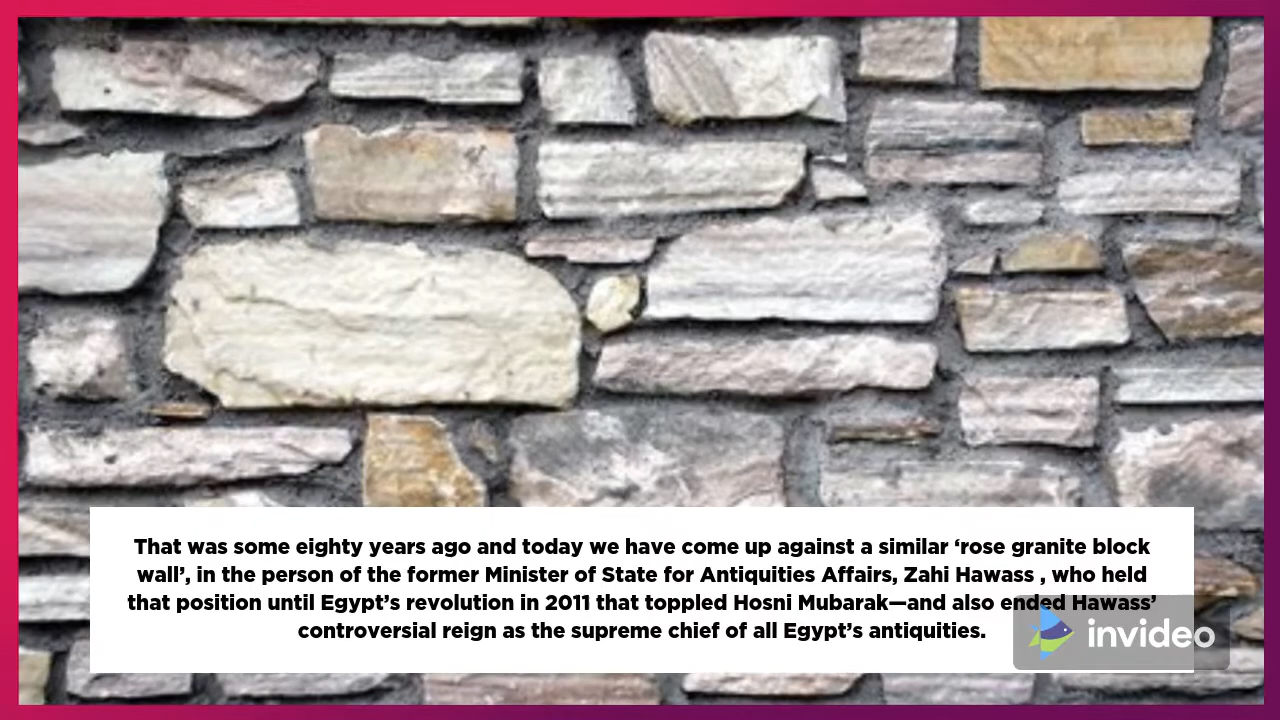 That was some eighty years ago and today we have come up against a similar ‘rose granite block
wall’, in the person of the former Minister of State for Antiquities Affairs, Zahi Hawass , who held
that position until Egypt’s revolution in 2011 that toppled Hosni Mubarak—and also ended Hawass’
controversial reign as the supreme chief of all Egypt’s antiquities.
invideo